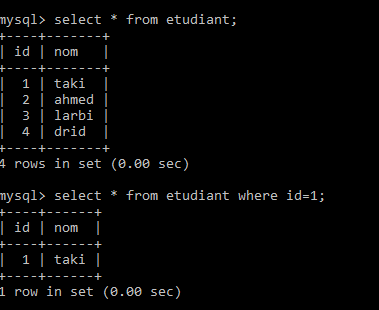 mysql> select * from etudiant;
+----+-------+
| id | nom   |
+----+-------+
|  1 | taki  |
|  2 | ahmed |
|  3 | larbi |
|  4 | drid  |
+----+-------+
4 rows in set (0.00 sec)
mysql> select * from etudiant where id=1;
+----+------+
| id | nom  |
+----+------+
|  1 | taki |
+----+------+
1 row in set (0.00 sec)